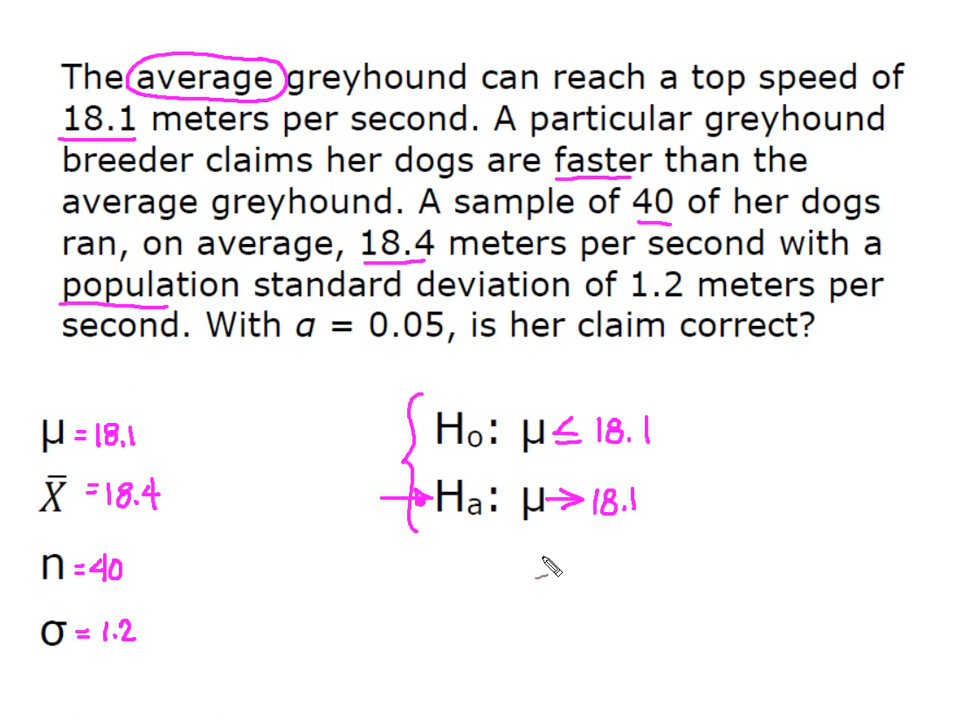 The average greyhound can reach a top speed of
18.1 meters per second. A particular greyhound
breeder claims her dogs are faster than the
average greyhound. A sample of 40 of her dogs
ran, on average, 18.4 meters per second with a
population standard deviation of 1.2 meters per
second. With α = 0.05, is her claim correct?
μ = 18.1
H₀: μ ≤ 18.1
X̄ = 18.4
Hₐ: μ > 18.1
n = 40
σ = 1.2